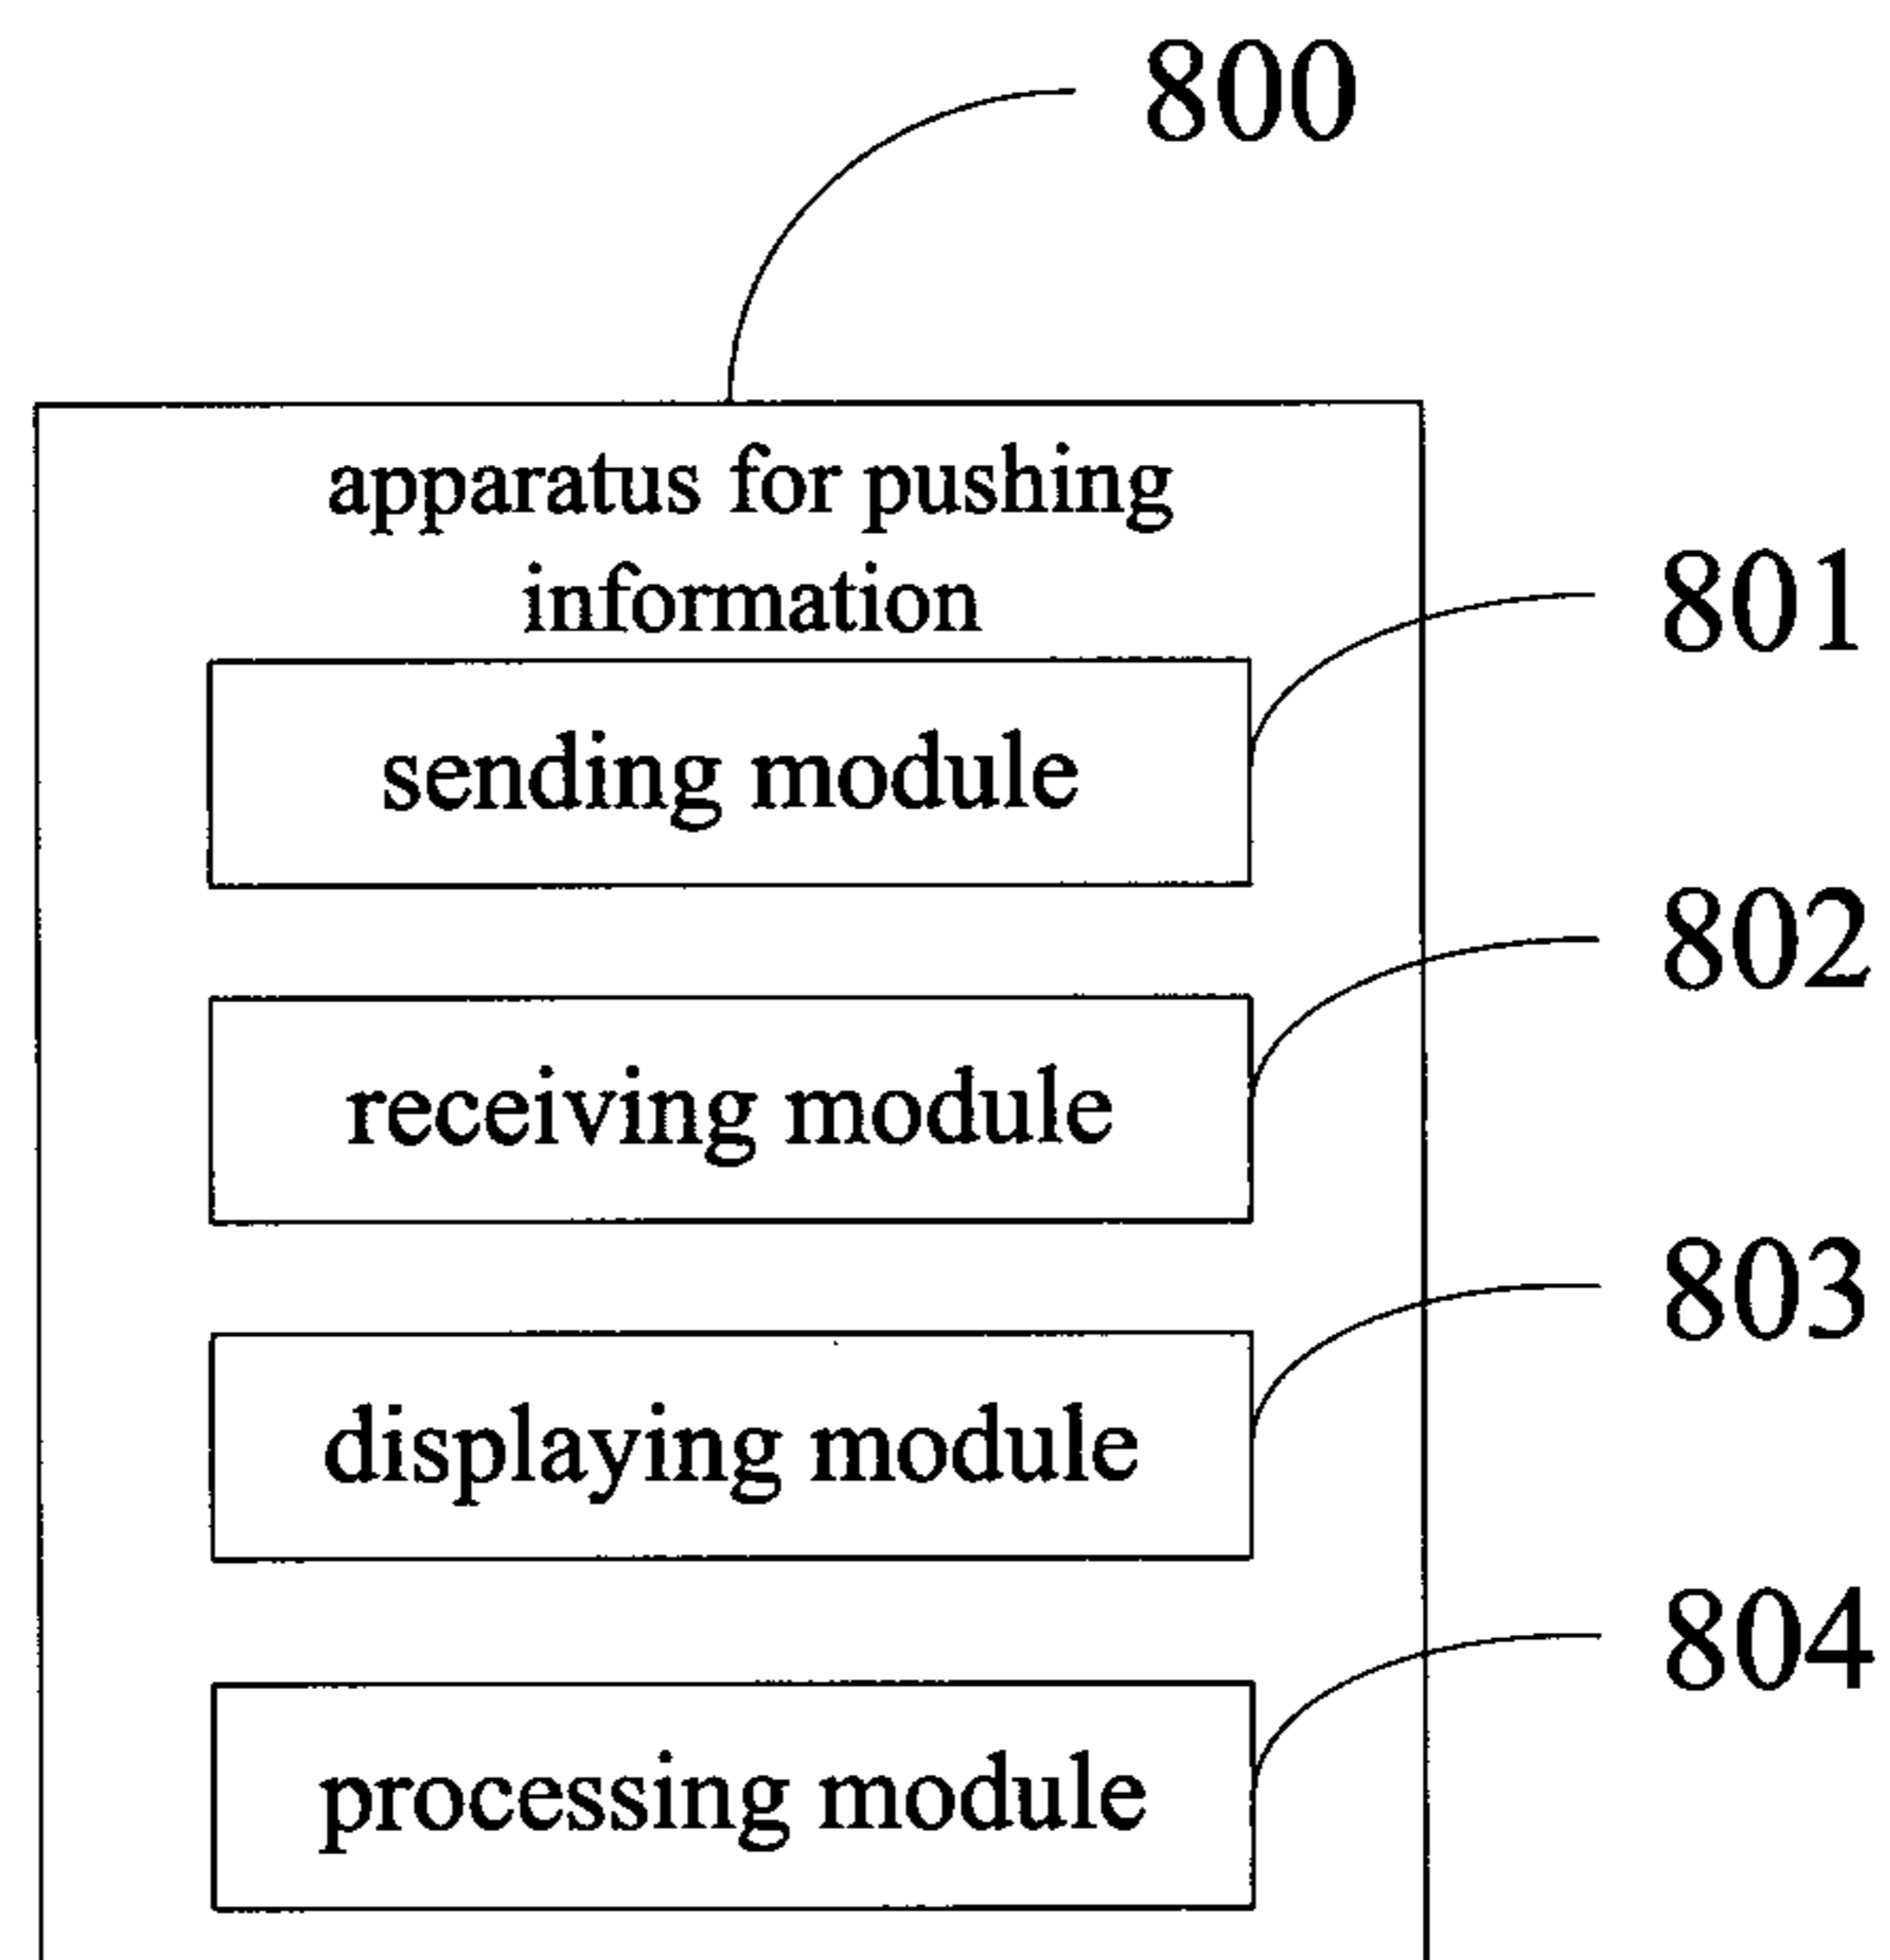 800
apparatus for pushing
information
801
sending module
802
receiving module
803
displaying module
804
processing module